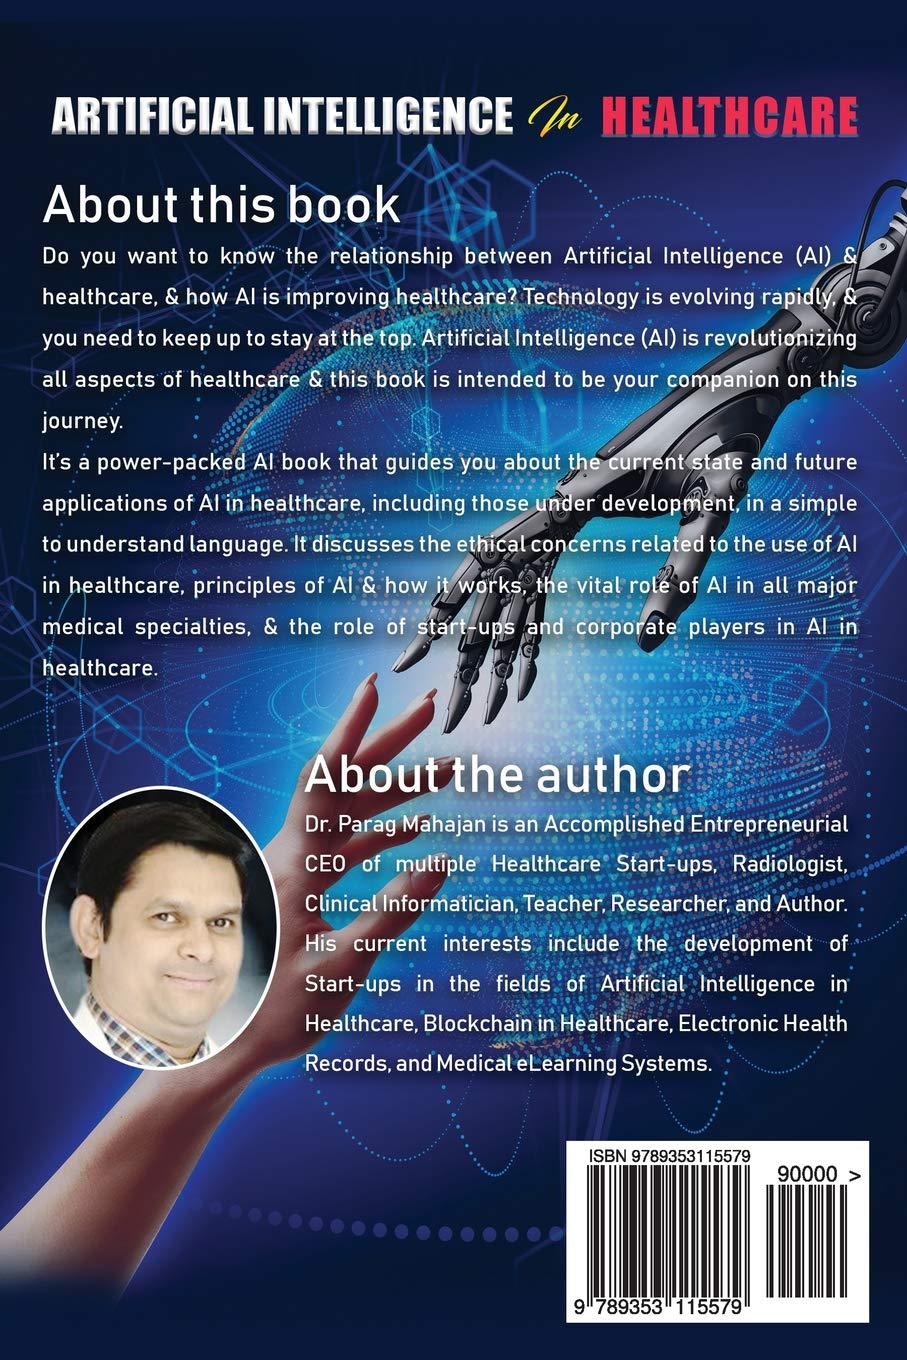 ARTIFICIAL INTELLIGENCE In HEALTHCARE
About this book
Do you want to know the relationship between Artificial Intelligence (AI) &
healthcare, & how AI is improving healthcare? Technology is evolving rapidly, &
you need to keep up to stay at the top. Artificial Intelligence (AI) is revolutionizing
all aspects of healthcare & this book is intended to be your companion on this
journey.
It's a power-packed AI book that guides you about the current state and future
applications of AI in healthcare, including those under development, in a simple
to understand language. It discusses the ethical concerns related to the use of AI
in healthcare, principles of AI & how it works, the vital role of AI in all major
medical specialties, & the role of start-ups and corporate players in AI in
healthcare.
About the author
Dr. Parag Mahajan is an Accomplished Entrepreneurial
CEO of multiple Healthcare Start-ups, Radiologist,
Clinical Informatician, Teacher, Researcher, and Author.
His current interests include the development of
Start-ups in the fields of Artificial Intelligence in
Healthcare, Blockchain in Healthcare, Electronic Health
Records, and Medical eLearning Systems.
ISBN 9789353115579
90000 >
9 789353 115579